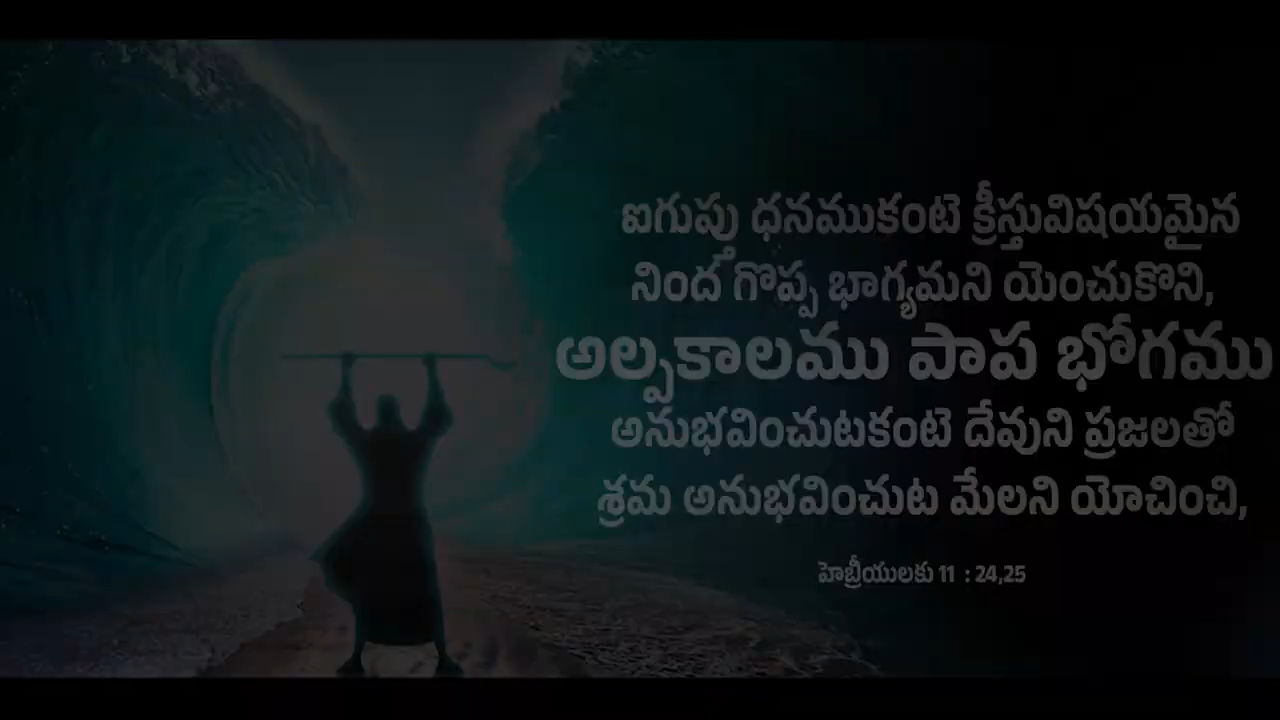 ఐగుప్తు ధనముకంటె క్రీస్తువిషయమైన
నింద గొప్ప భాగ్యమని యెంచుకొని,
అల్పకాలము పాప భోగము
అనుభవించుటకంటె దేవుని ప్రజలతో
శ్రమ అనుభవించుట మేలని యోచించి,
హెబ్రీయులకు 11 : 24,25